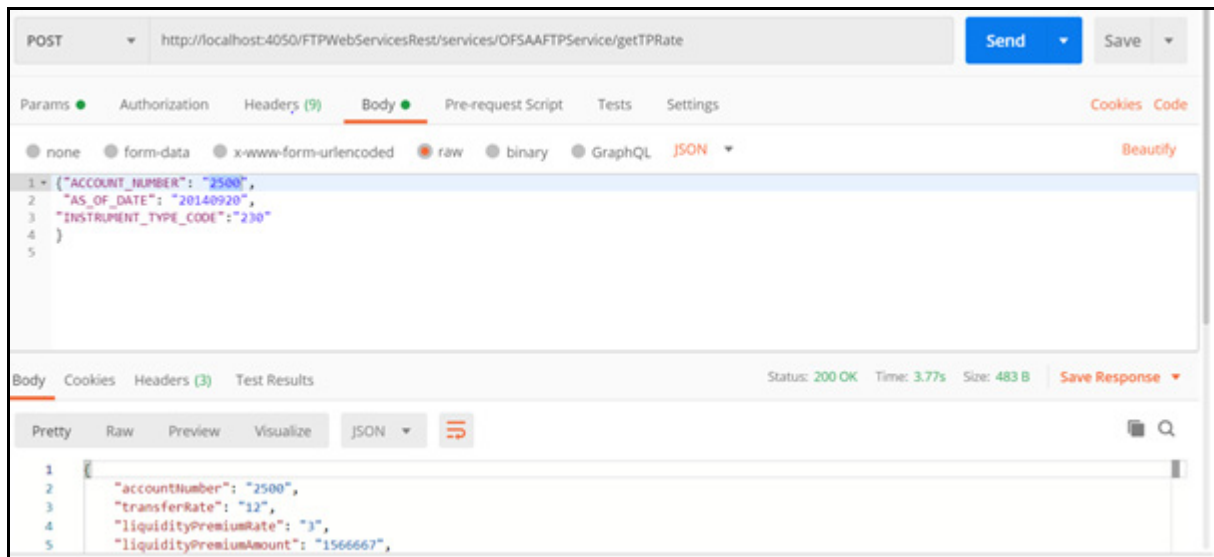 POST http://localhost:4050/FTPWebServicesRest/services/OFSAAFTPService/getTPRate Send Save
Params Authorization Headers (9) Body Pre-request Script Tests Settings Cookies Code
none form-data x-www-form-urlencoded raw binary GraphQL JSON Beautify
1 {"ACCOUNT_NUMBER": "2500",
2 "AS_OF_DATE": "20140920",
3 "INSTRUMENT_TYPE_CODE":"230"
4 }
5
Body Cookies Headers (3) Test Results Status: 200 OK Time: 3.77s Size: 483 B Save Response
Pretty Raw Preview Visualize JSON
1 {
2 "accountNumber": "2500",
3 "transferRate": "12",
4 "liquidityPremiumRate": "3",
5 "liquidityPremiumAmount": "1566667",